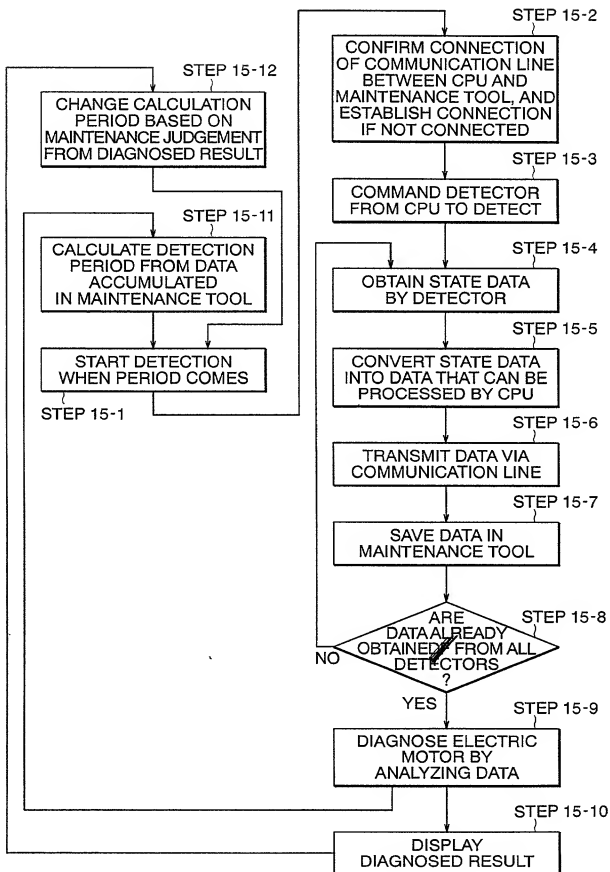 STEP 15-12
CHANGE CALCULATION
PERIOD BASED ON
MAINTENANCE JUDGEMENT
FROM DIAGNOSED RESULT
STEP 15-11
CALCULATE DETECTION
PERIOD FROM DATA
ACCUMULATED
IN MAINTENANCE TOOL
START DETECTION
WHEN PERIOD COMES
STEP 15-1
STEP 15-2
CONFIRM CONNECTION
OF COMMUNICATION LINE
BETWEEN CPU AND
MAINTENANCE TOOL, AND
ESTABLISH CONNECTION
IF NOT CONNECTED
STEP 15-3
COMMAND DETECTOR
FROM CPU TO DETECT
STEP 15-4
OBTAIN STATE DATA
BY DETECTOR
STEP 15-5
CONVERT STATE DATA
INTO DATA THAT CAN BE
PROCESSED BY CPU
STEP 15-6
TRANSMIT DATA VIA
COMMUNICATION LINE
STEP 15-7
SAVE DATA IN
MAINTENANCE TOOL
STEP 15-8
ARE
DATA ALREADY
OBTAINED FROM ALL
DETECTORS
?
NO
YES
STEP 15-9
DIAGNOSE ELECTRIC
MOTOR BY
ANALYZING DATA
STEP 15-10
DISPLAY
DIAGNOSED RESULT